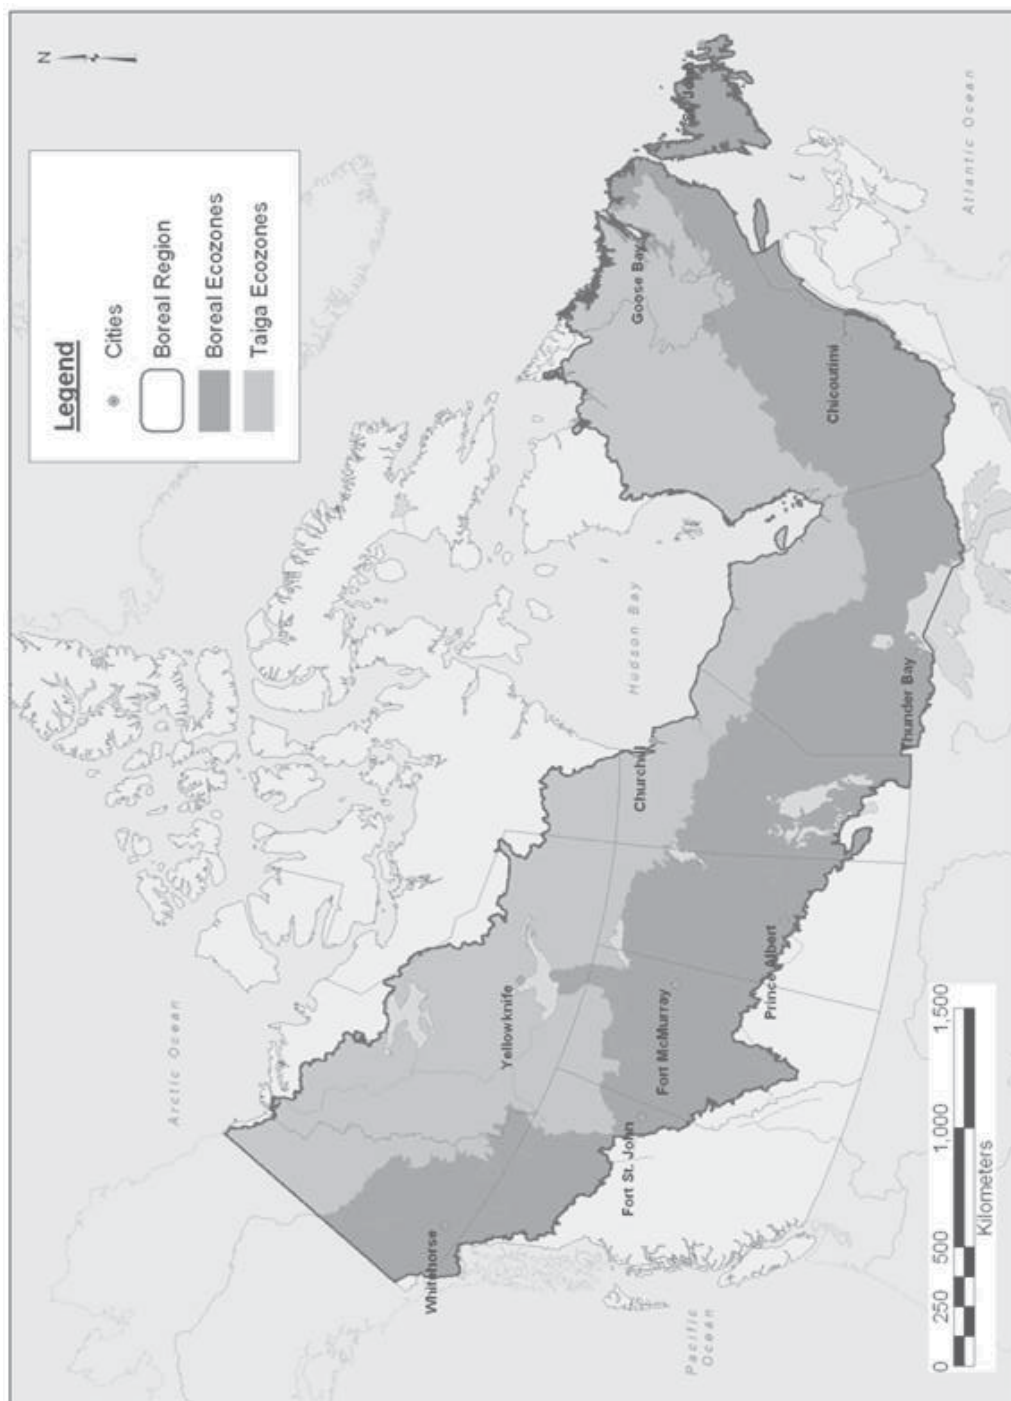 N
Legend
Cities
Boreal Region
Boreal Ecozones
Taiga Ecozones
Arctic Ocean
Whitehorse
Yellowknife
Hudson Bay
Churchill
Goose Bay
St. John's
Fort St. John
Fort McMurray
Prince Albert
Thunder Bay
Chicoutimi
Pacific
Ocean
Atlantic Ocean
0 250 500 1,000 1,500
Kilometers